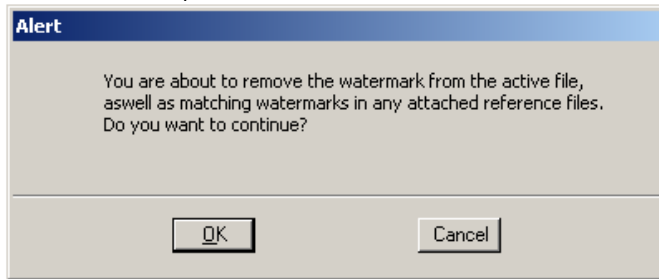 Alert
You are about to remove the watermark from the active file,
aswell as matching watermarks in any attached reference files.
Do you want to continue?
OK
Cancel